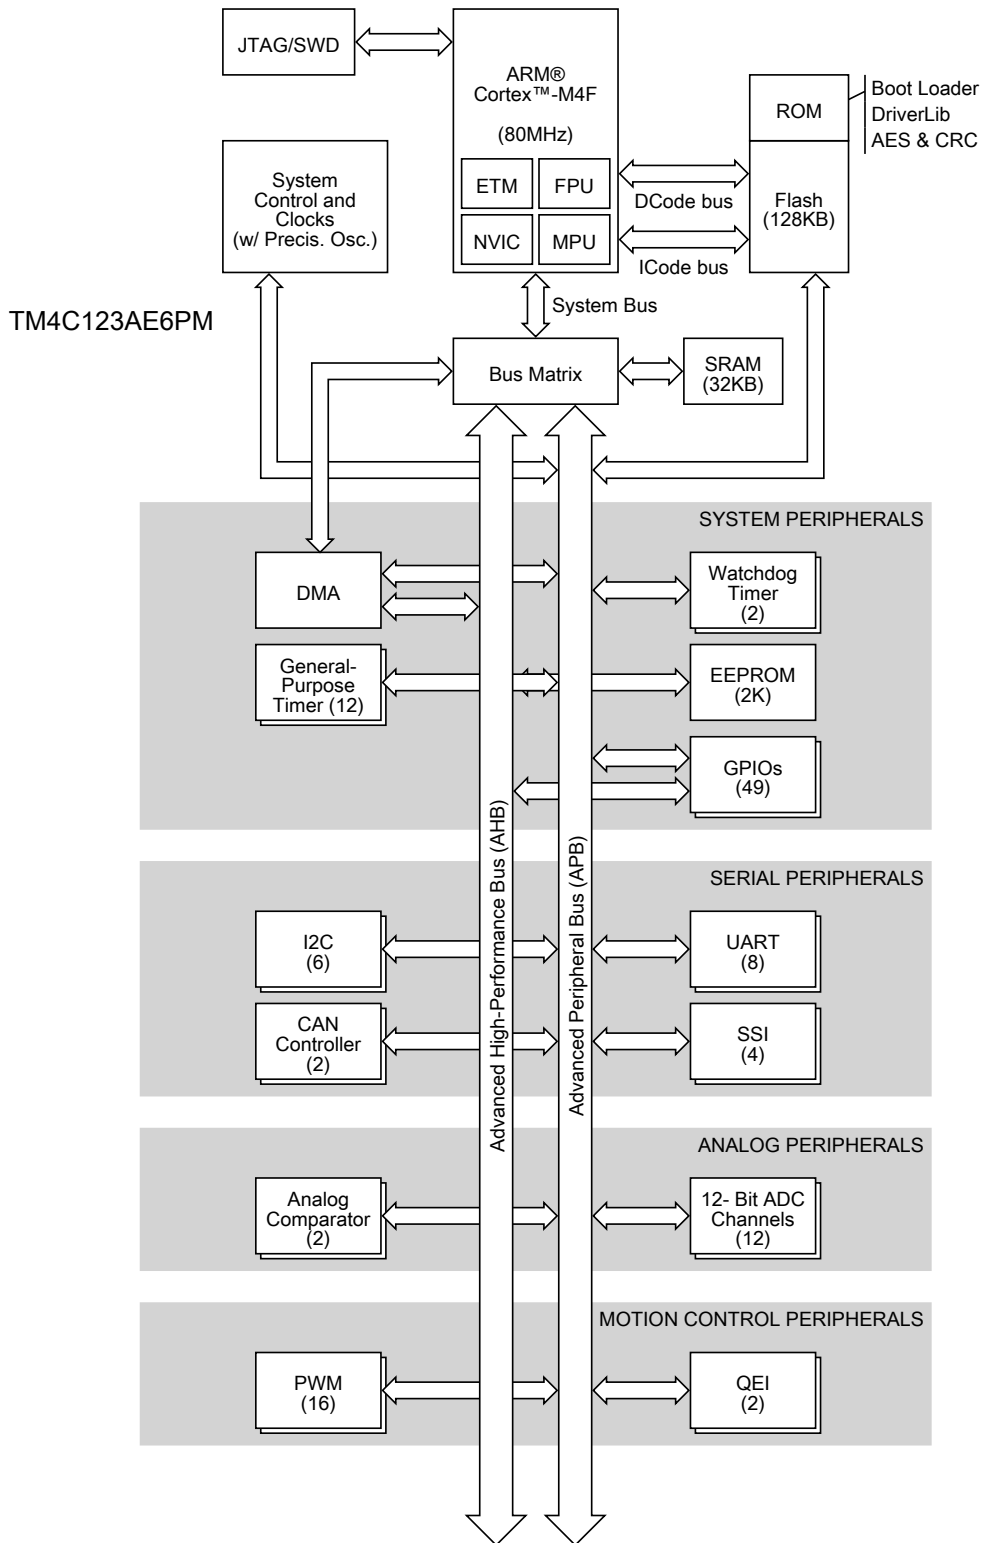 JTAG/SWD
ARM®
Cortex™-M4F
(80MHz)
ETM
FPU
NVIC
MPU
ROM
Boot Loader
DriverLib
AES & CRC
Flash
(128KB)
DCode bus
ICode bus
System
Control and
Clocks
(w/ Precis. Osc.)
TM4C123AE6PM
System Bus
Bus Matrix
SRAM
(32KB)
SYSTEM PERIPHERALS
DMA
Watchdog
Timer
(2)
General-
Purpose
Timer (12)
EEPROM
(2K)
GPIOs
(49)
Advanced High-Performance Bus (AHB)
Advanced Peripheral Bus (APB)
SERIAL PERIPHERALS
I2C
(6)
UART
(8)
CAN
Controller
(2)
SSI
(4)
ANALOG PERIPHERALS
Analog
Comparator
(2)
12- Bit ADC
Channels
(12)
MOTION CONTROL PERIPHERALS
PWM
(16)
QEI
(2)